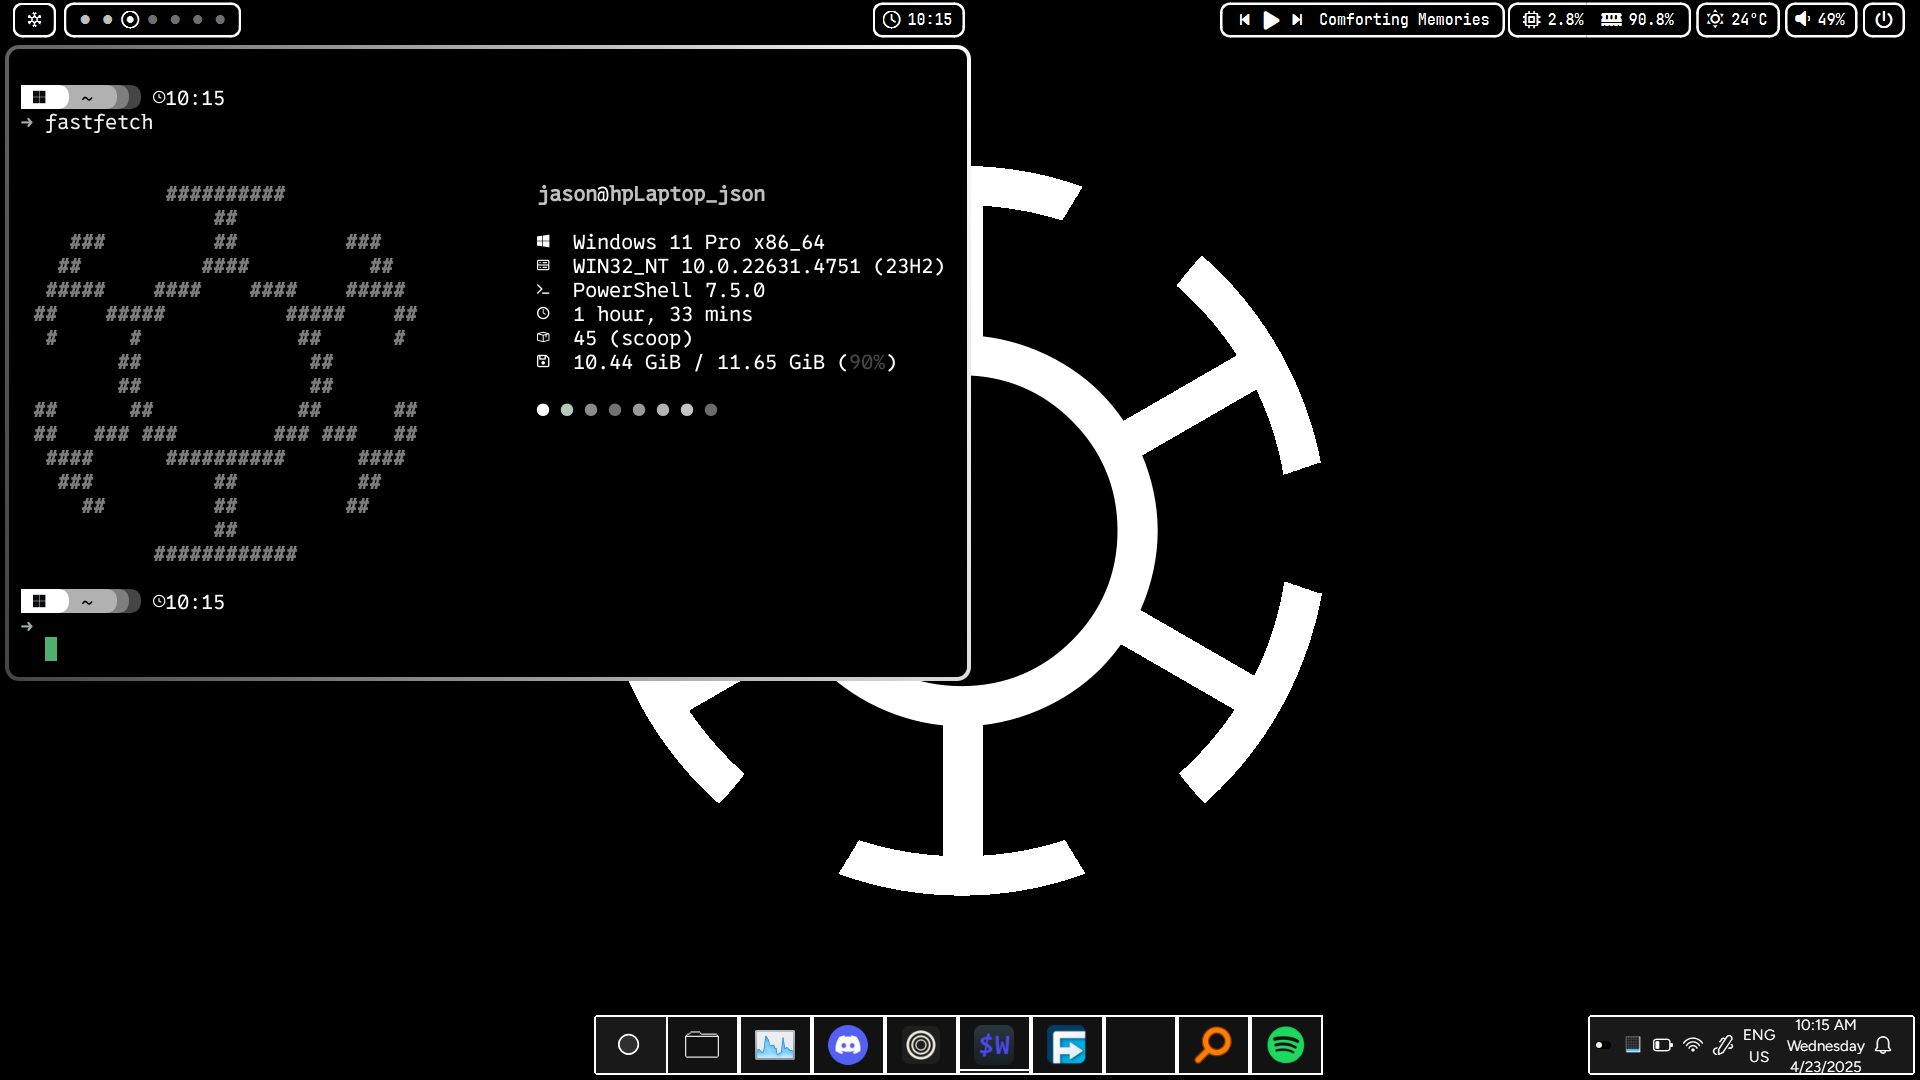 10:15
Comforting Memories
2.8% 90.8%
24°C
49%
~ 10:15
→ fastfetch
##########
##
### ## ###
## #### ##
##### #### #### #####
## ##### ##### ##
# # ## #
## ##
## ##
## ## ## ##
## ### ### ### ### ##
#### ########## ####
### ## ##
## ## ##
##
############
jason@hpLaptop_json
Windows 11 Pro x86_64
WIN32_NT 10.0.22631.4751 (23H2)
PowerShell 7.5.0
1 hour, 33 mins
45 (scoop)
10.44 GiB / 11.65 GiB (90%)
~ 10:15
→
$W
ENG
US
10:15 AM
Wednesday
4/23/2025